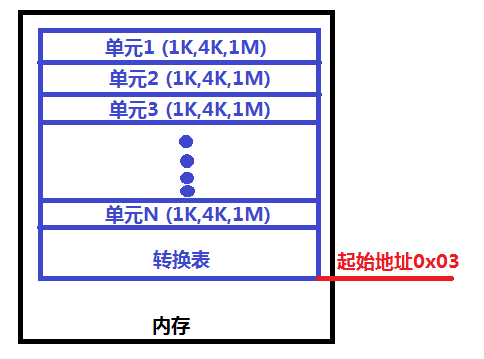 单元1 (1K,4K,1M)
单元2 (1K,4K,1M)
单元3 (1K,4K,1M)
单元N (1K,4K,1M)
转换表
起始地址0x03
内存